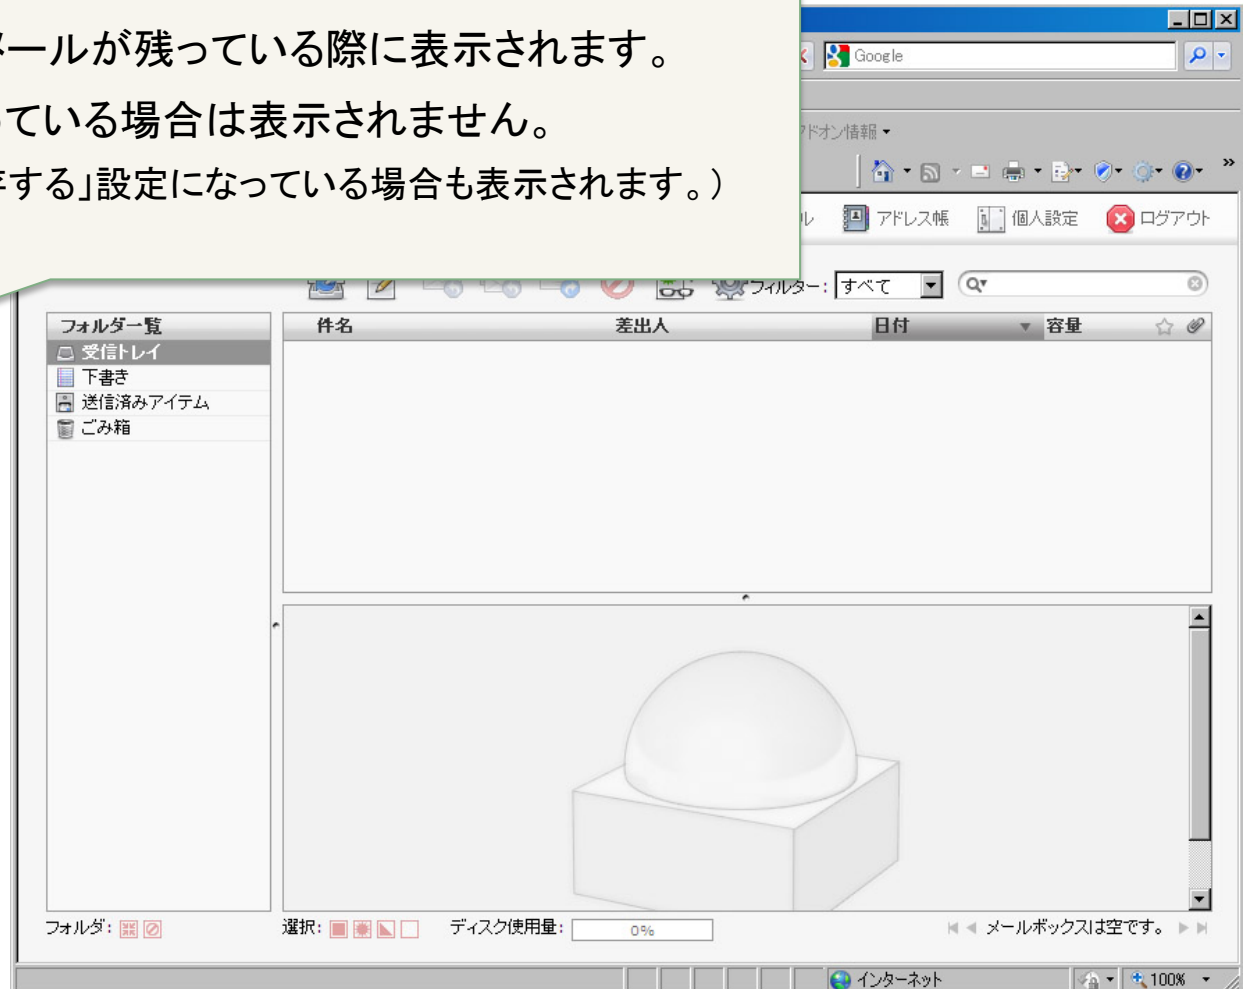 メールが残っている際に表示されます。
っている場合は表示されません。
する」設定になっている場合も表示されます。）
Google
ドオン情報
ル アドレス帳 個人設定 ログアウト
フィルター: すべて
フォルダ一覧 件名 差出人 日付 容量
受信トレイ
下書き
送信済みアイテム
ごみ箱
フォルダ: 選択: ディスク使用量: 0% メールボックスは空です。
インターネット 100%